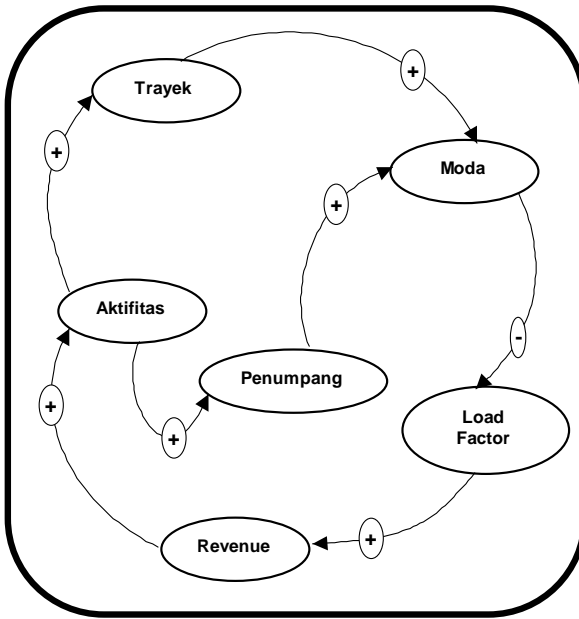 Trayek
+
+
Moda
+
Aktifitas
-
Penumpang
+
Load
Factor
+
Revenue
+